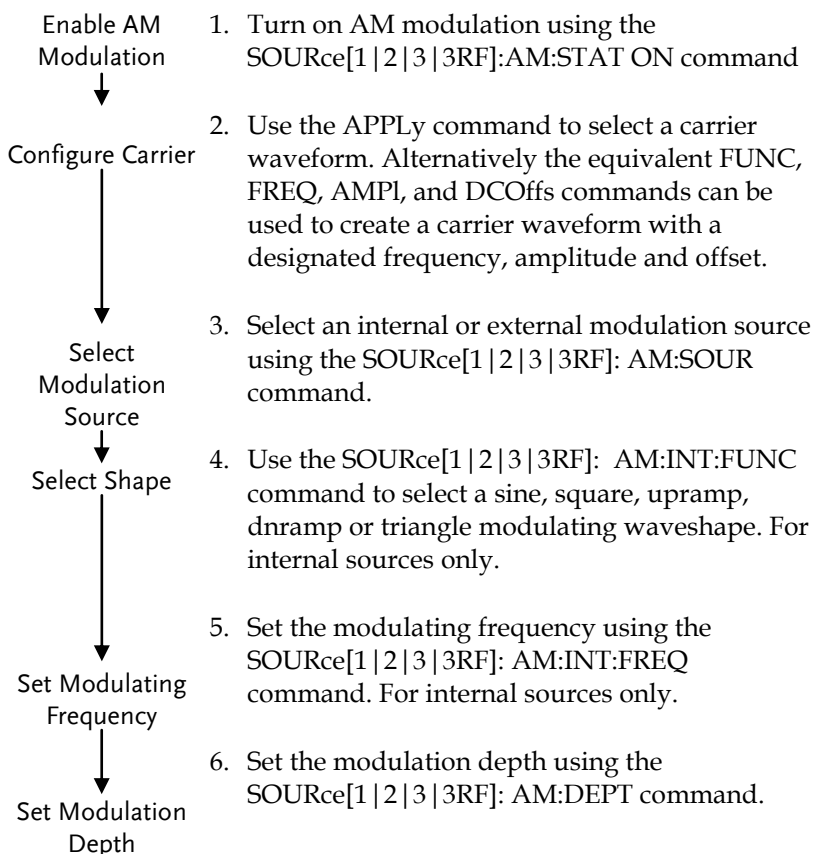 Enable AM
Modulation
1. Turn on AM modulation using the
SOURce[1|2|3|3RF]:AM:STAT ON command
Configure Carrier
2. Use the APPLy command to select a carrier
waveform. Alternatively the equivalent FUNC,
FREQ, AMPl, and DCOffs commands can be
used to create a carrier waveform with a
designated frequency, amplitude and offset.
Select
Modulation
Source
3. Select an internal or external modulation source
using the SOURce[1|2|3|3RF]: AM:SOUR
command.
Select Shape
4. Use the SOURce[1|2|3|3RF]: AM:INT:FUNC
command to select a sine, square, upramp,
dnramp or triangle modulating waveshape. For
internal sources only.
Set Modulating
Frequency
5. Set the modulating frequency using the
SOURce[1|2|3|3RF]: AM:INT:FREQ
command. For internal sources only.
Set Modulation
Depth
6. Set the modulation depth using the
SOURce[1|2|3|3RF]: AM:DEPT command.